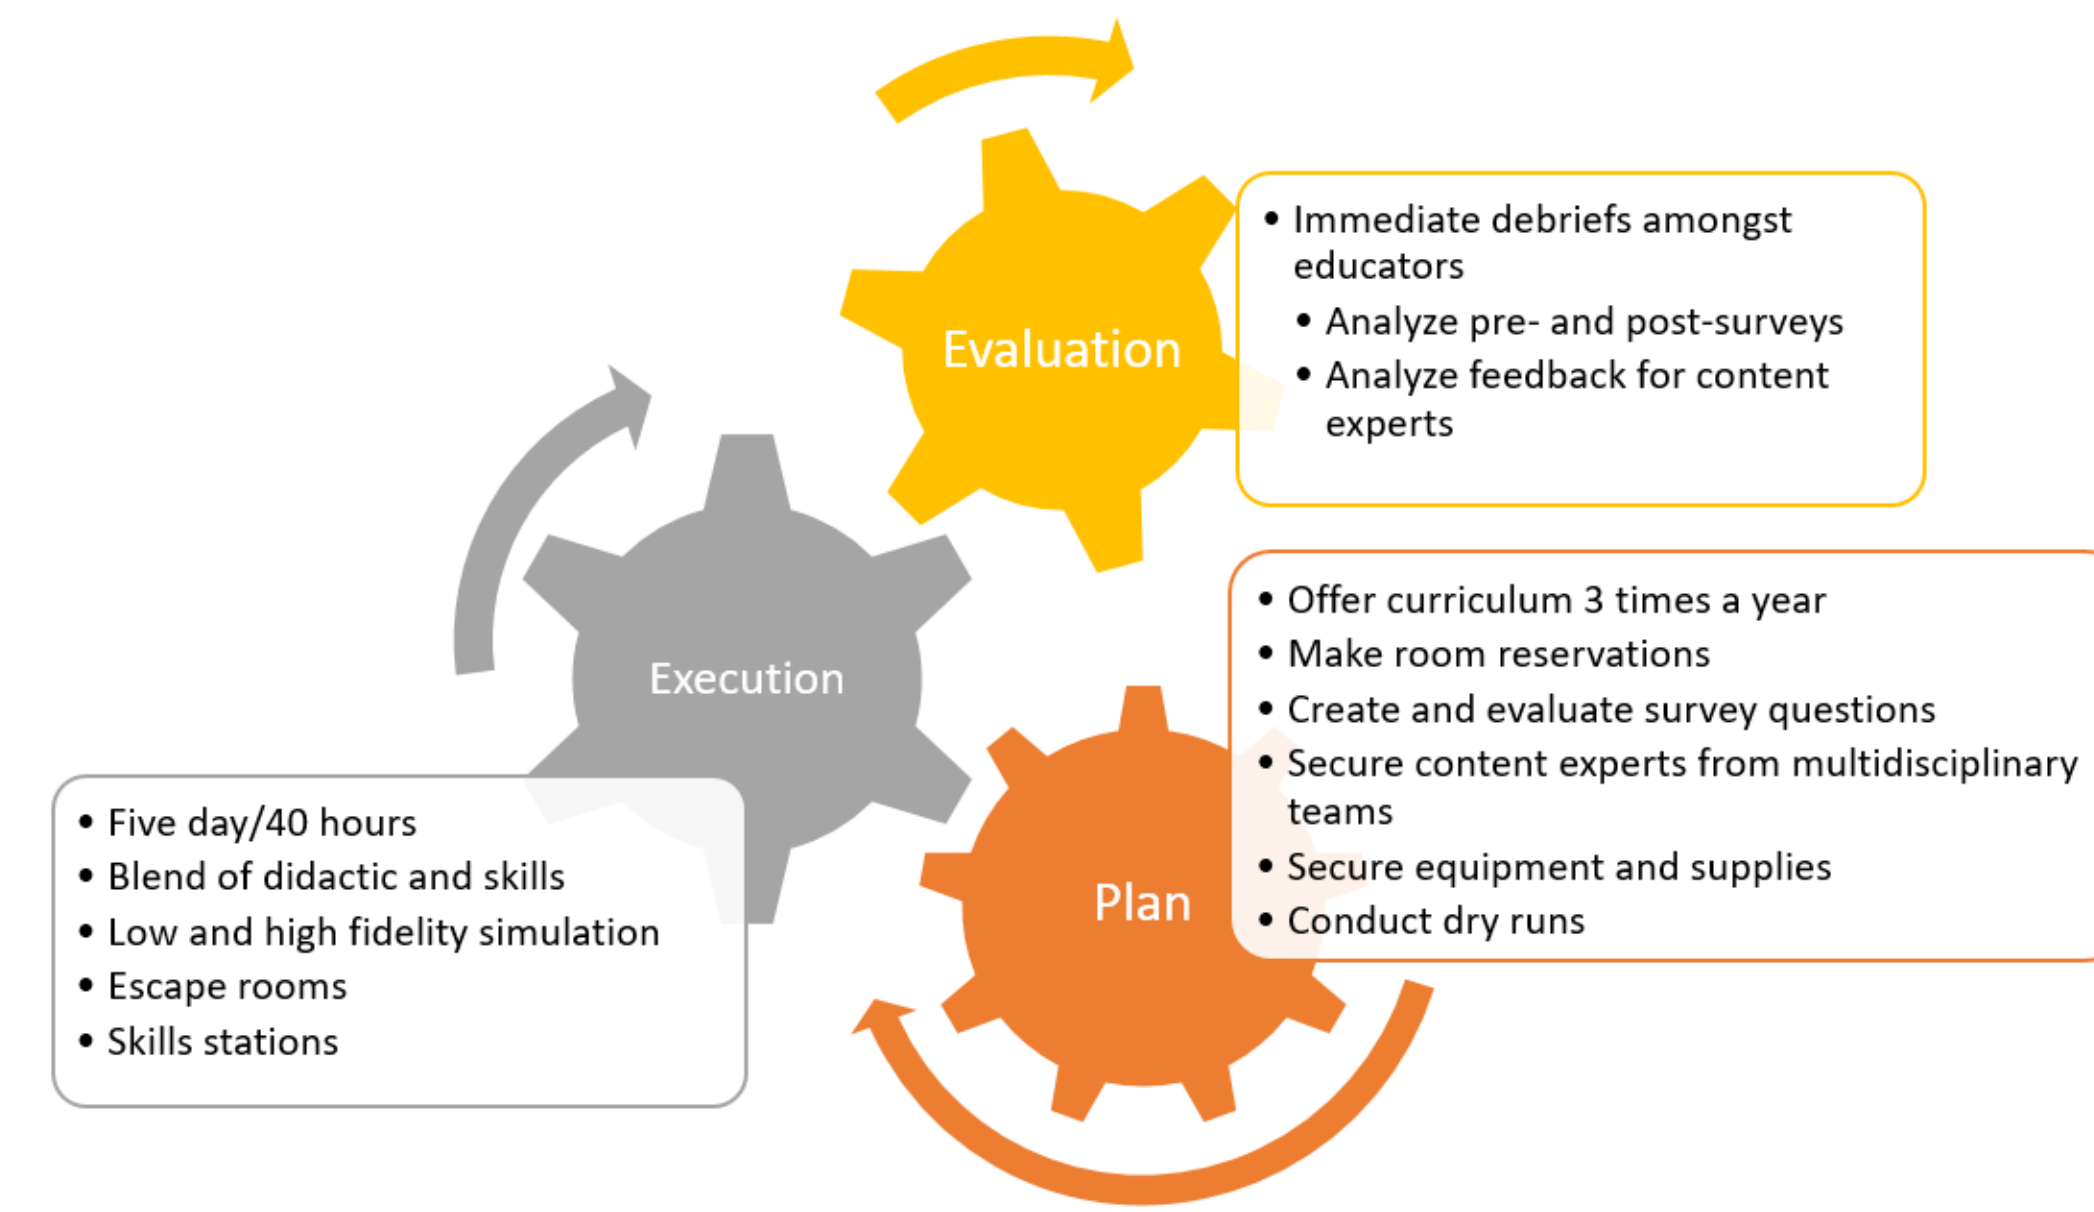 Evaluation
• Immediate debriefs amongst
educators
• Analyze pre- and post-surveys
• Analyze feedback for content
experts
Execution
• Five day/40 hours
• Blend of didactic and skills
• Low and high fidelity simulation
• Escape rooms
• Skills stations
Plan
• Offer curriculum 3 times a year
• Make room reservations
• Create and evaluate survey questions
• Secure content experts from multidisciplinary
teams
• Secure equipment and supplies
• Conduct dry runs